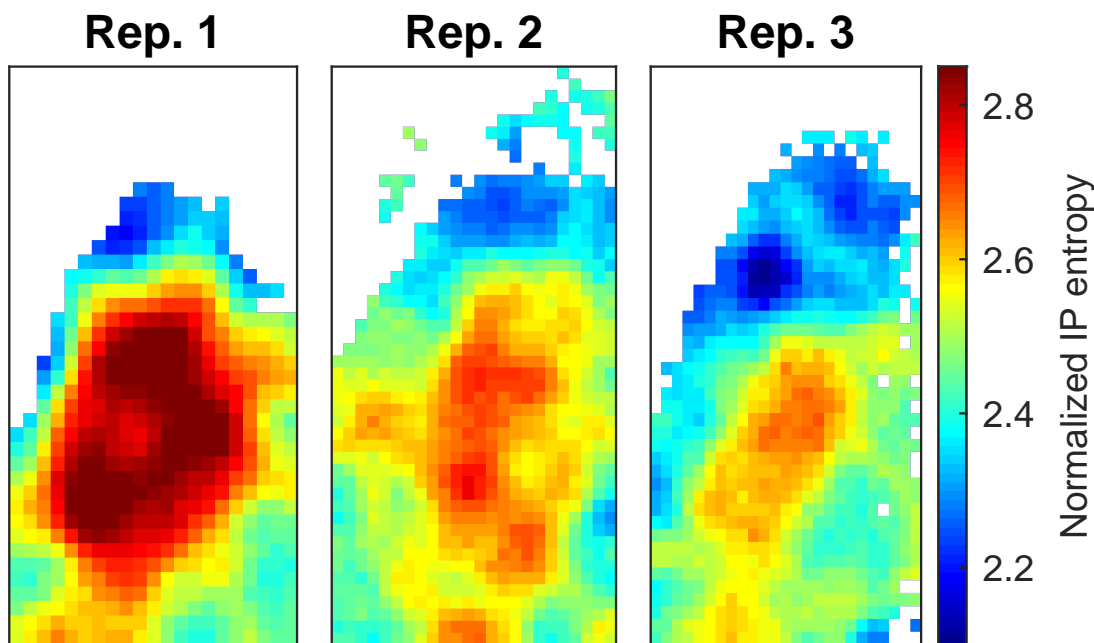 Rep. 1
Rep. 2
Rep. 3
2.8
2.6
2.4
2.2
Normalized IP entropy